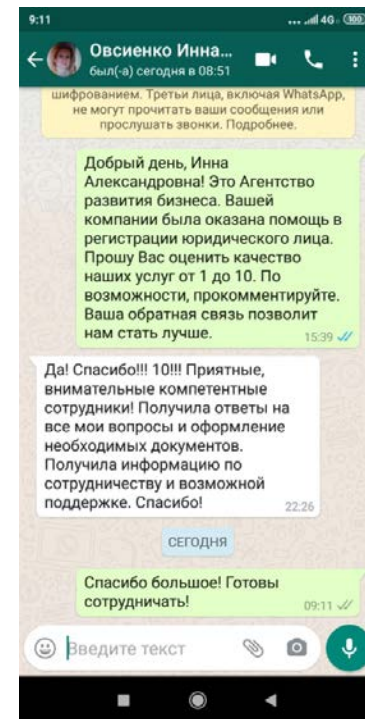 9:11
4G 100
Овсиенко Инна...
был(-а) сегодня в 08:51
шифрованием. Третьи лица, включая WhatsApp,
не могут прочитать ваши сообщения или
прослушать звонки. Подробнее.
Добрый день, Инна
Александровна! Это Агентство
развития бизнеса. Вашей
компании была оказана помощь в
регистрации юридического лица.
Прошу Вас оценить качество
наших услуг от 1 до 10. По
возможности, прокомментируйте.
Ваша обратная связь позволит
нам стать лучше.
15:39
Да! Спасибо!!! 10!!! Приятные,
внимательные компетентные
сотрудники! Получила ответы на
все мои вопросы и оформление
необходимых документов.
Получила информацию по
сотрудничеству и возможной
поддержке. Спасибо!
22:26
СЕГОДНЯ
Спасибо большое! Готовы
сотрудничать!
09:11
Введите текст